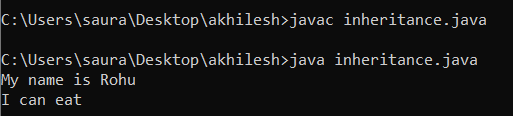 C:\Users\saura\Desktop\akhilesh>javac inheritance.java
C:\Users\saura\Desktop\akhilesh>java inheritance.java
My name is Rohu
I can eat